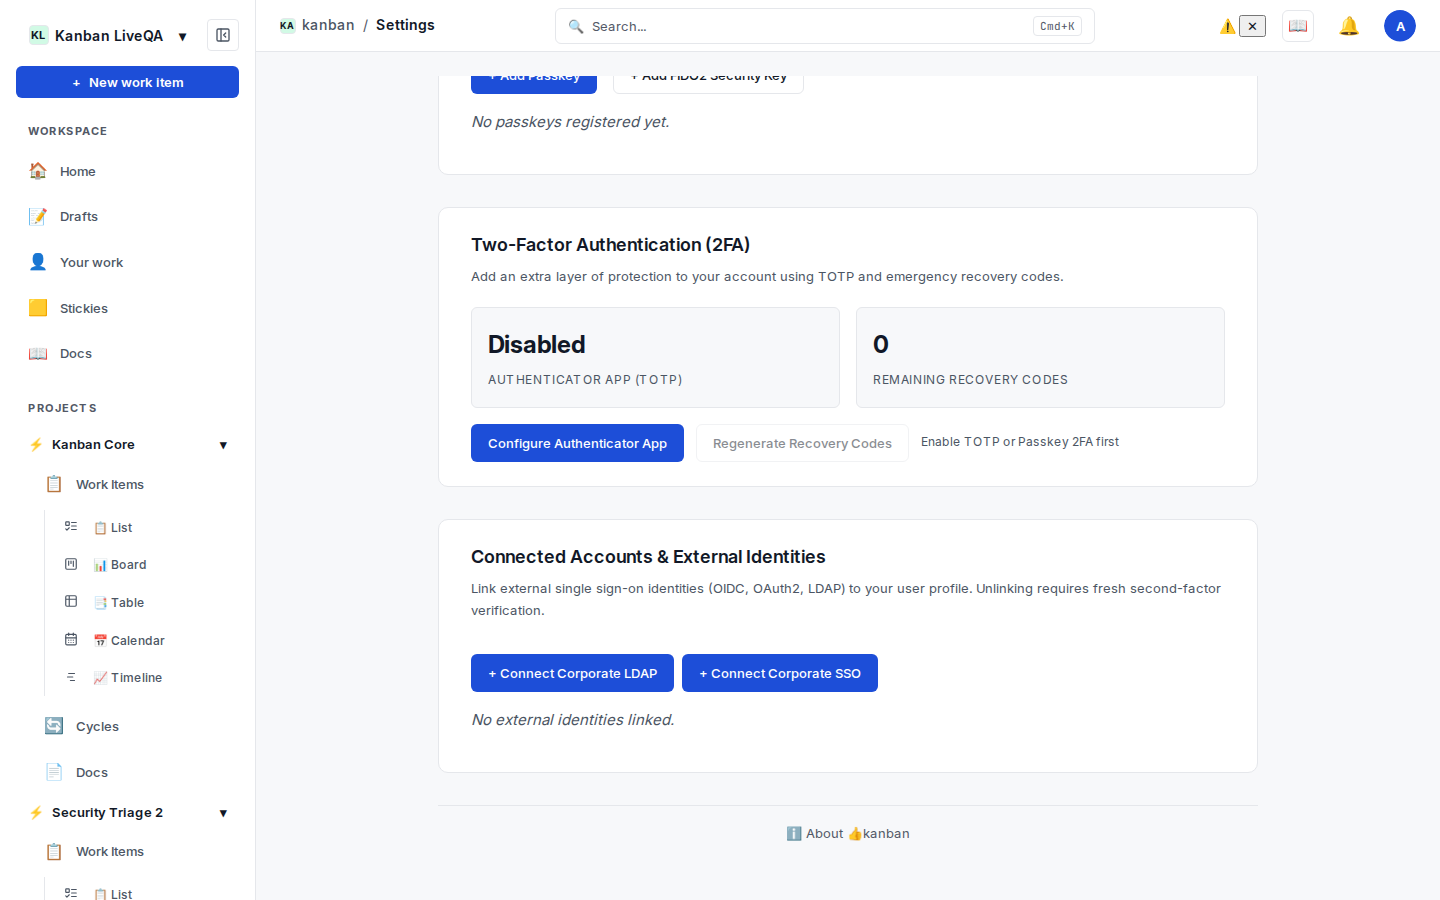 KL Kanban LiveQA ▼
+ New work item
WORKSPACE
Home
Drafts
Your work
Stickies
Docs
PROJECTS
Kanban Core ▼
Work Items
List
Board
Table
Calendar
Timeline
Cycles
Docs
Security Triage 2 ▼
Work Items
List
KA kanban / Settings
Search...
Cmd+K
✕
A
+ Add Passkey
+ Add FIDO2 Security Key
No passkeys registered yet.
Two-Factor Authentication (2FA)
Add an extra layer of protection to your account using TOTP and emergency recovery codes.
Disabled
AUTHENTICATOR APP (TOTP)
0
REMAINING RECOVERY CODES
Configure Authenticator App
Regenerate Recovery Codes
Enable TOTP or Passkey 2FA first
Connected Accounts & External Identities
Link external single sign-on identities (OIDC, OAuth2, LDAP) to your user profile. Unlinking requires fresh second-factor
verification.
+ Connect Corporate LDAP
+ Connect Corporate SSO
No external identities linked.
ℹ️ About 👍kanban